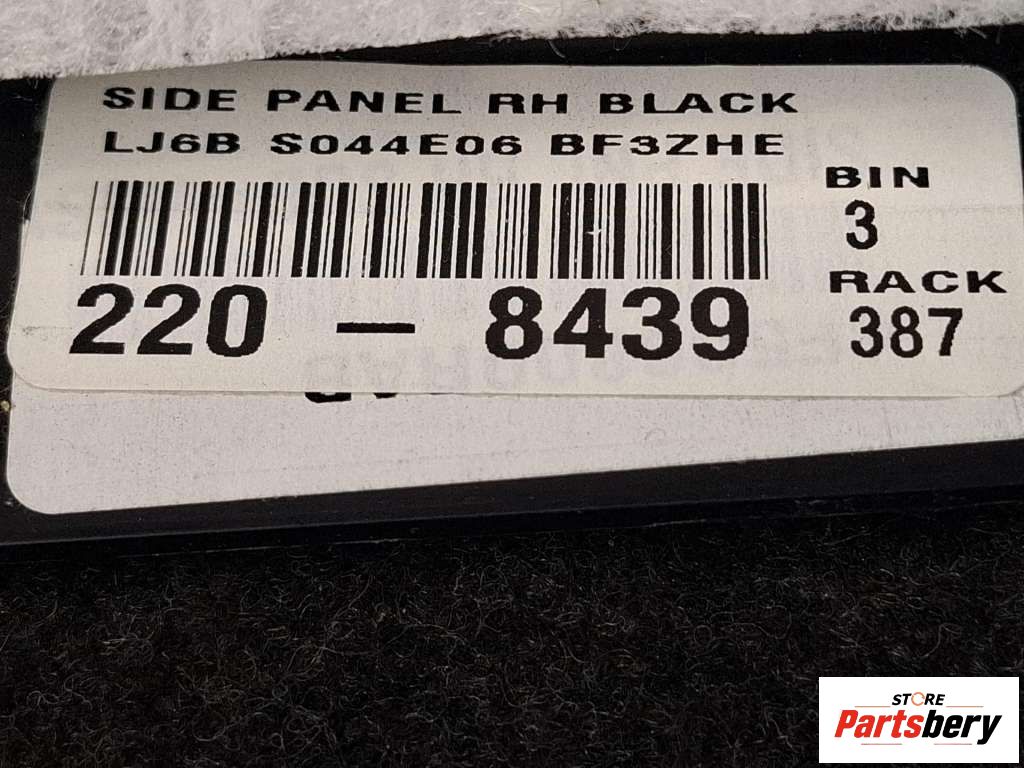 SIDE PANEL RH BLACK
LJ6B S044E06 BF3ZHE
BIN
3
RACK
387
220 - 8439
STORE
Partsbery